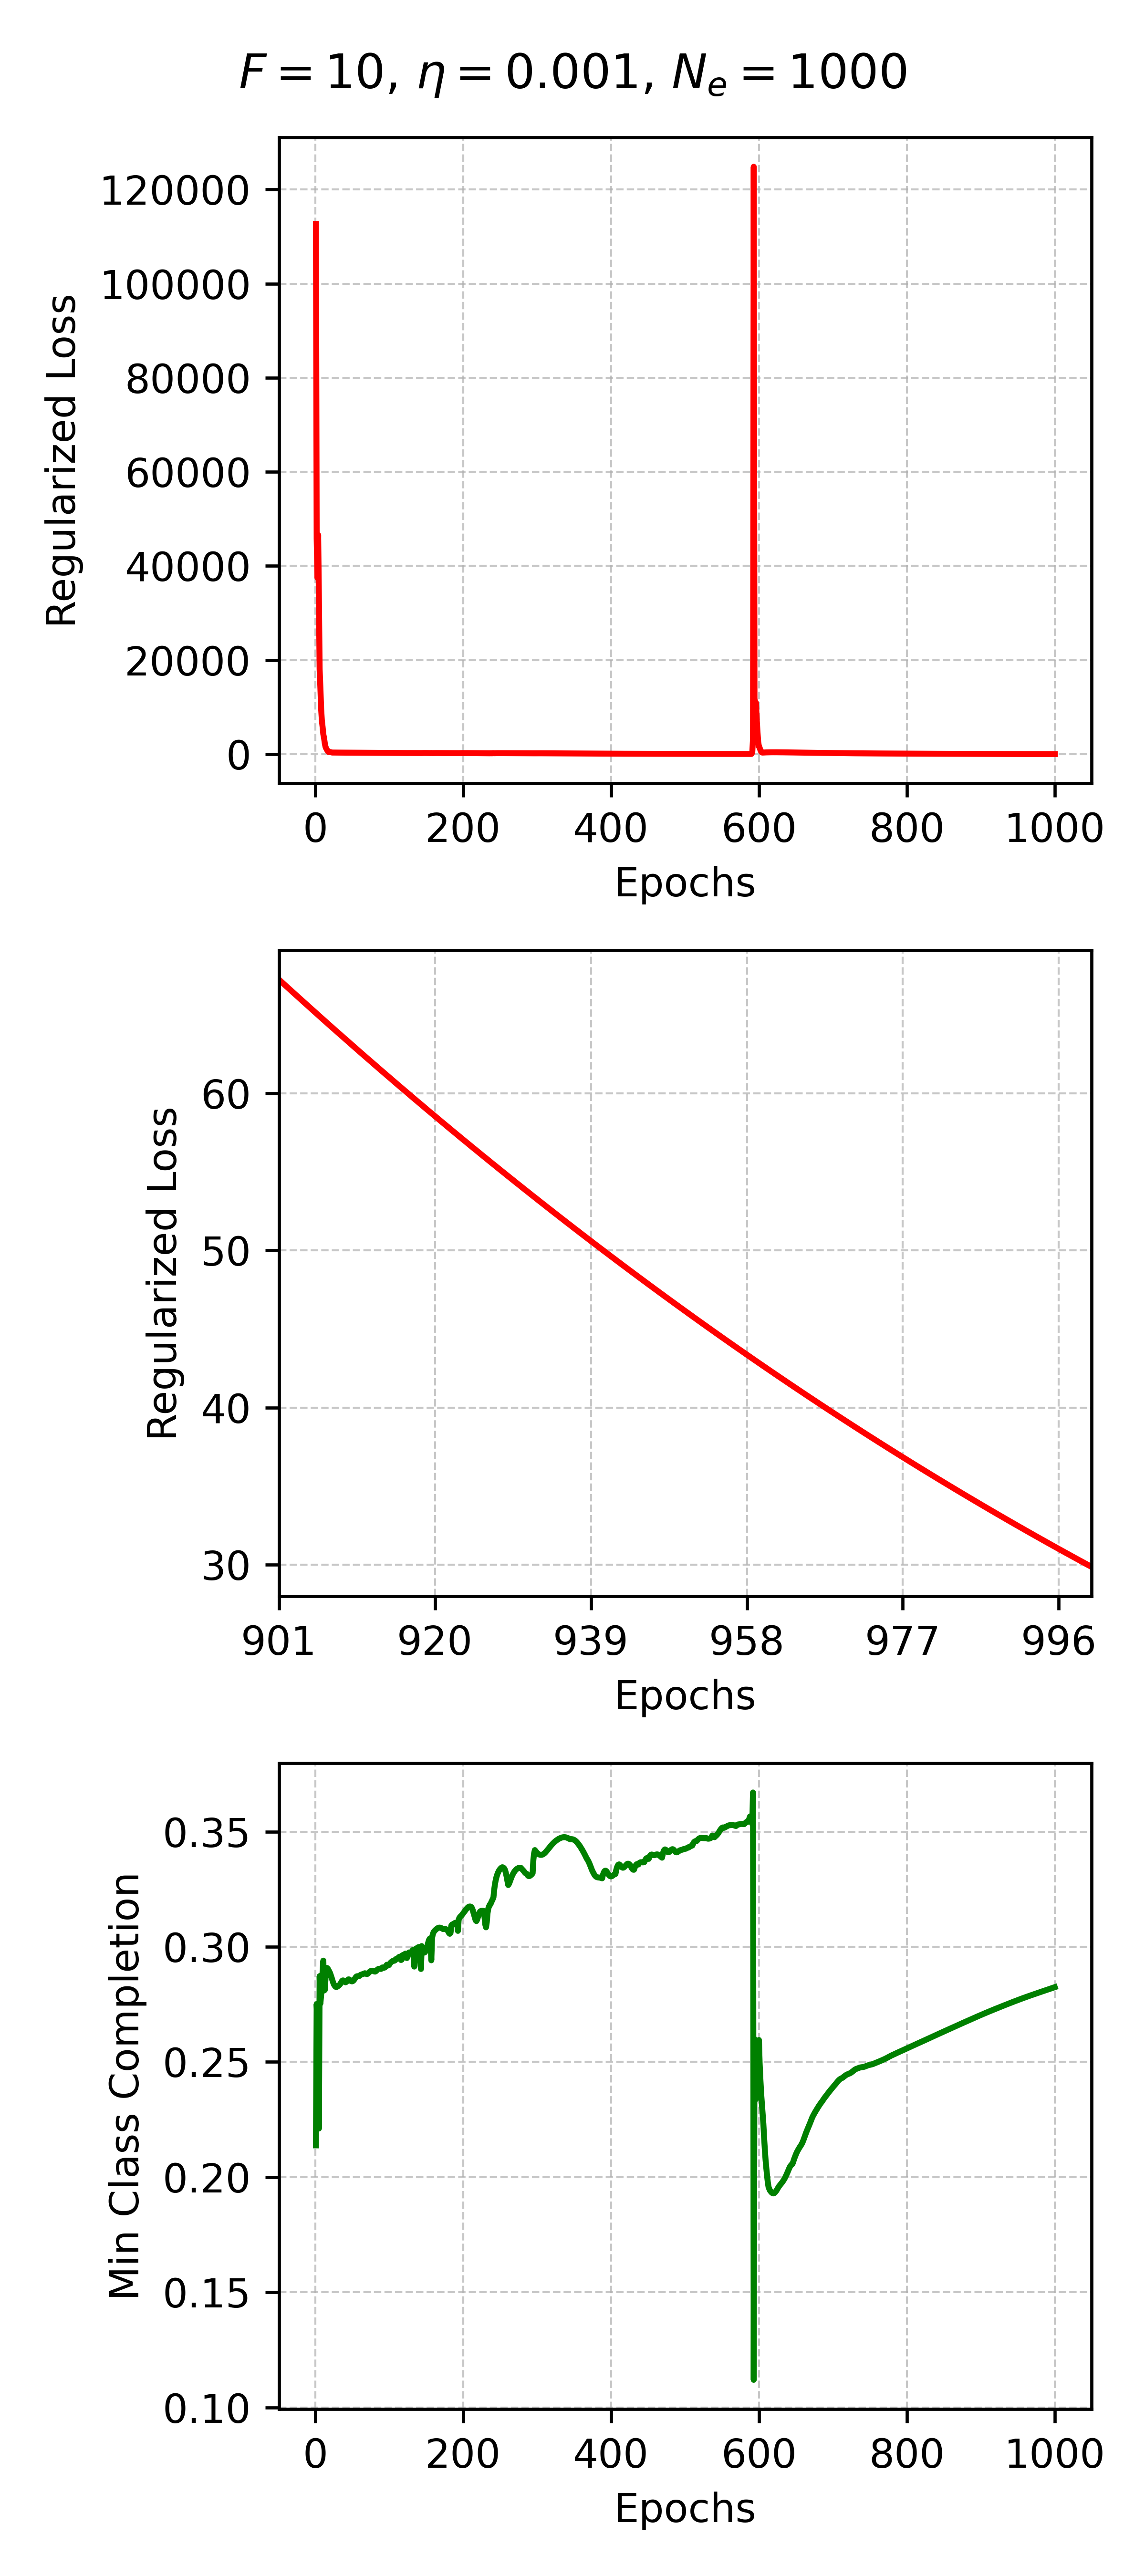 F = 10, η = 0.001, Nₑ = 1000
120000
100000
80000
60000
40000
20000
0
Regularized Loss
0 200 400 600 800 1000
Epochs
60
50
40
30
Regularized Loss
901 920 939 958 977 996
Epochs
0.35
0.30
0.25
0.20
0.15
0.10
Min Class Completion
0 200 400 600 800 1000
Epochs